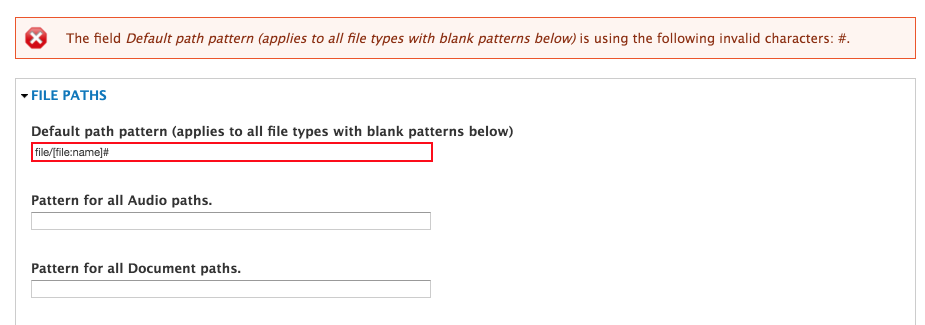 The field Default path pattern (applies to all file types with blank patterns below) is using the following invalid characters: #.
FILE PATHS
Default path pattern (applies to all file types with blank patterns below)
file/[file:name]#
Pattern for all Audio paths.
Pattern for all Document paths.